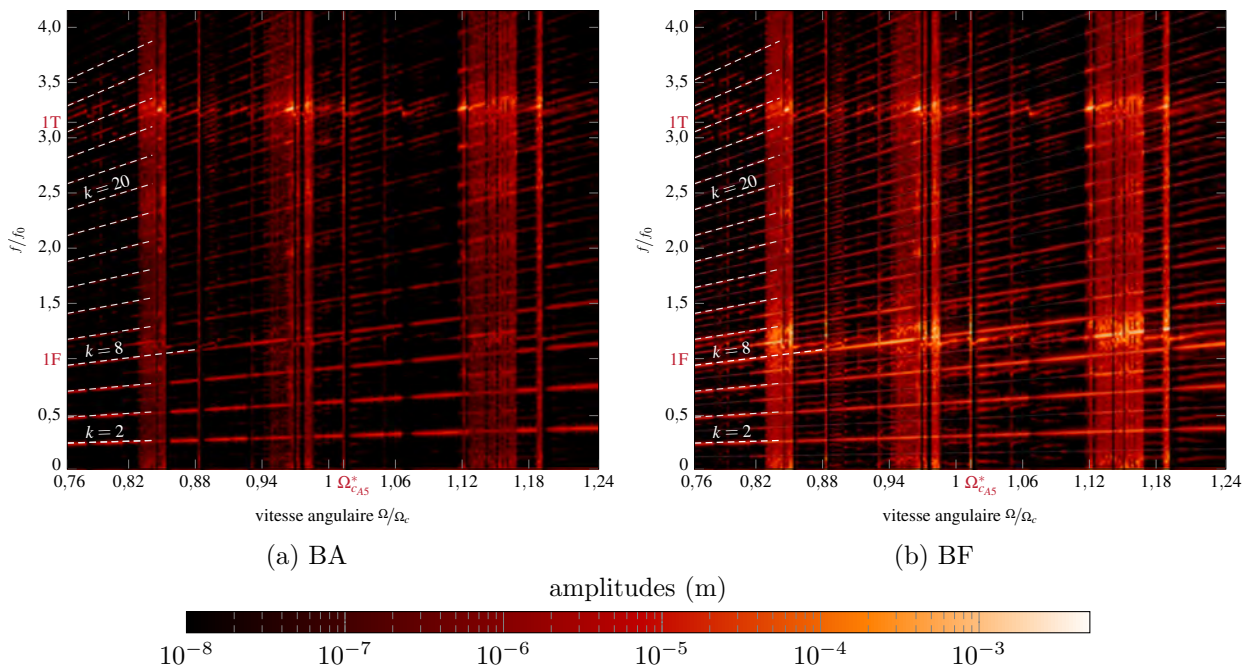 4,0
3,5
1T
3,0
2,5
2,0
1,5
1F
0,5
0
f/f₀
k = 20
k = 8
k = 2
0,76 0,82 0,88 0,94 1 Ω*cA5 1,06 1,12 1,18 1,24
vitesse angulaire Ω/Ωc
(a) BA
4,0
3,5
1T
3,0
2,5
2,0
1,5
1F
0,5
0
f/f₀
k = 20
k = 8
k = 2
0,76 0,82 0,88 0,94 1 Ω*cA5 1,06 1,12 1,18 1,24
vitesse angulaire Ω/Ωc
(b) BF
amplitudes (m)
10⁻⁸ 10⁻⁷ 10⁻⁶ 10⁻⁵ 10⁻⁴ 10⁻³